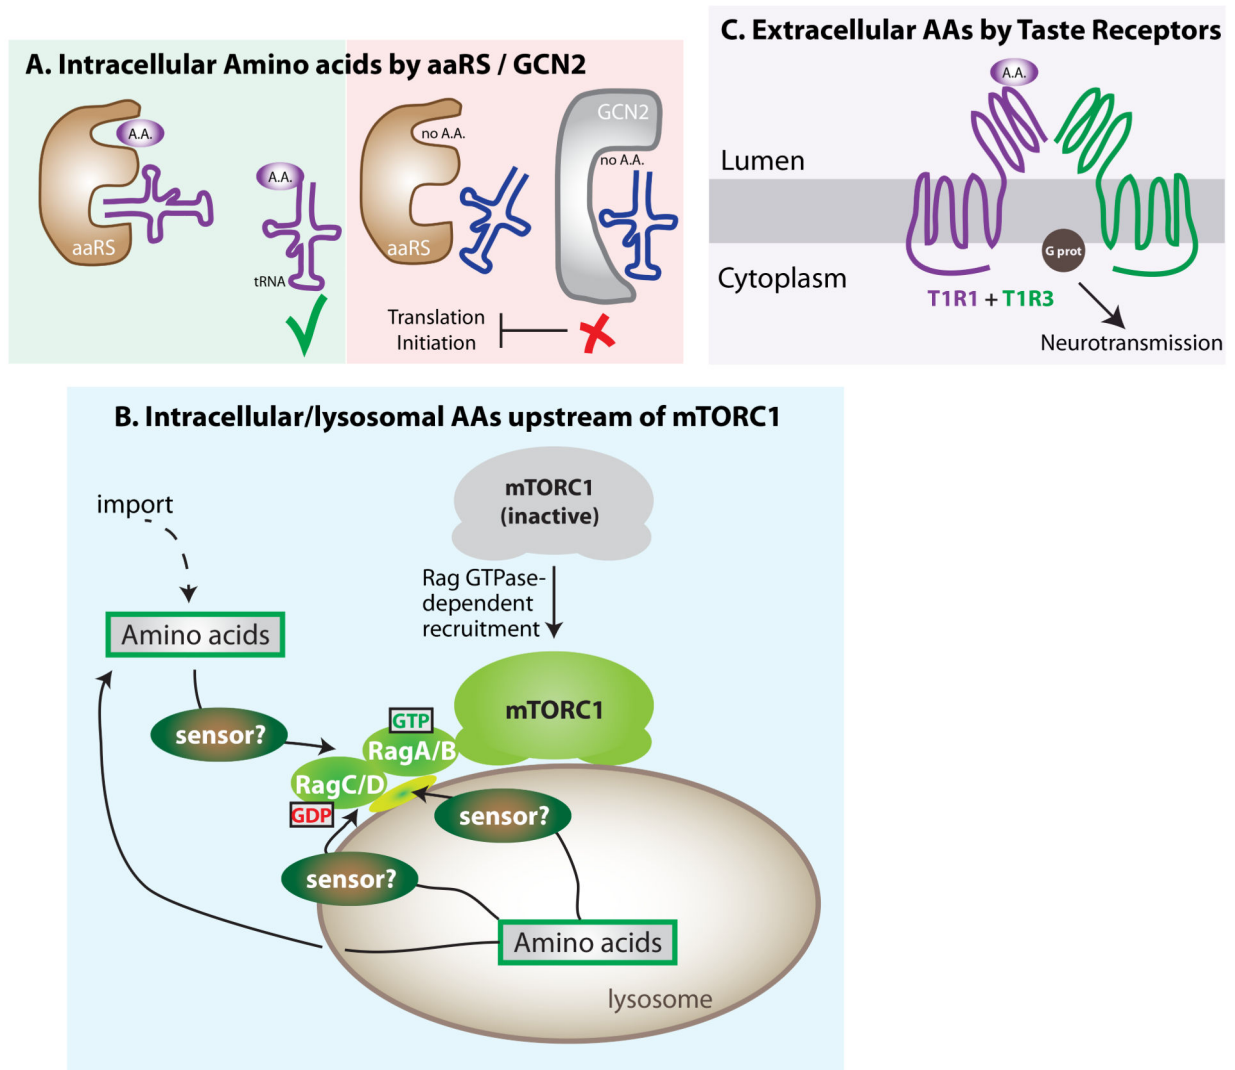 A. Intracellular Amino acids by aaRS / GCN2
A.A.
aaRS
A.A.
tRNA
no A.A.
aaRS
GCN2
no A.A.
Translation
Initiation
C. Extracellular AAs by Taste Receptors
A.A.
Lumen
Cytoplasm
G prot
T1R1 + T1R3
Neurotransmission
B. Intracellular/lysosomal AAs upstream of mTORC1
import
Amino acids
sensor?
mTORC1
(inactive)
Rag GTPase-
dependent
recruitment
mTORC1
GTP
RagA/B
RagC/D
GDP
sensor?
sensor?
Amino acids
lysosome